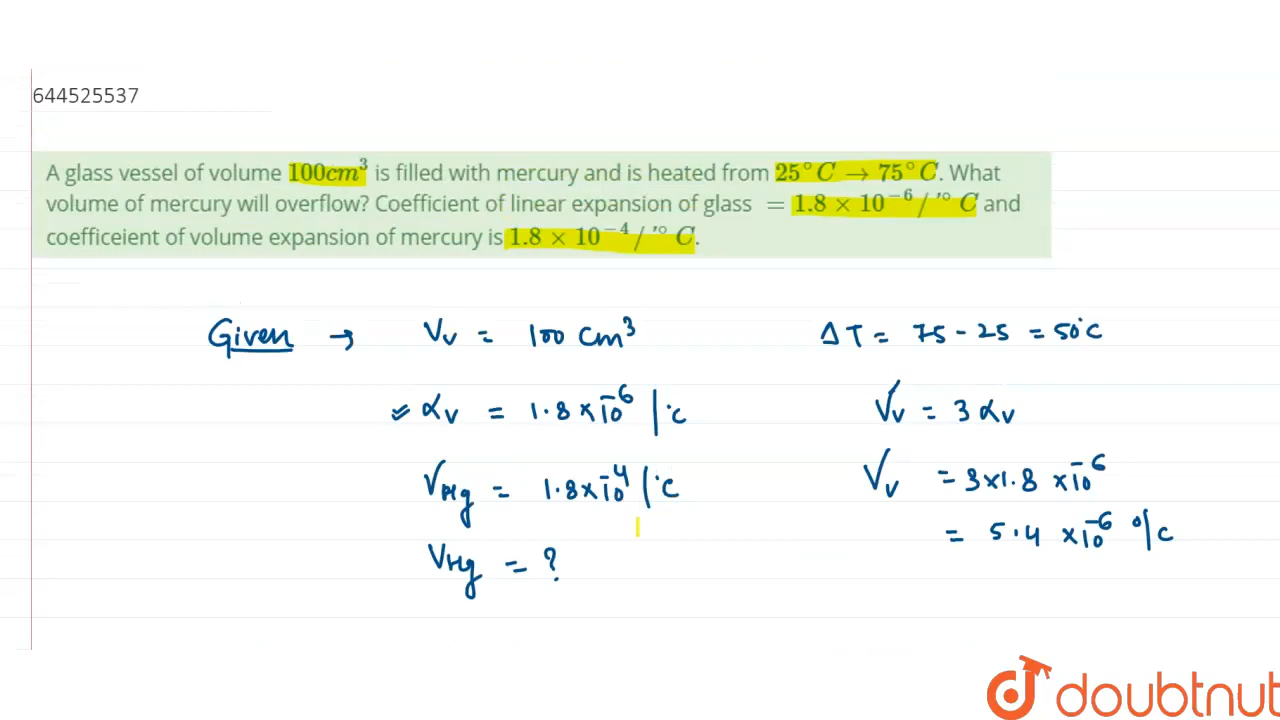 644525537
A glass vessel of volume 100cm³ is filled with mercury and is heated from 25°C → 75°C. What
volume of mercury will overflow? Coefficient of linear expansion of glass = 1.8 × 10⁻⁶ /′° C and
coefficeient of volume expansion of mercury is 1.8 × 10⁻⁴ /′° C.
Given → Vv = 100 Cm³ ΔT = 75 - 25 = 50°C
αv = 1.8 × 10⁻⁶ /°C γv = 3 αv
γHg = 1.8 × 10⁻⁴ /°C γv = 3×1.8 × 10⁻⁶
= 5.4 × 10⁻⁶ °/C
VHg = ?
doubtnut